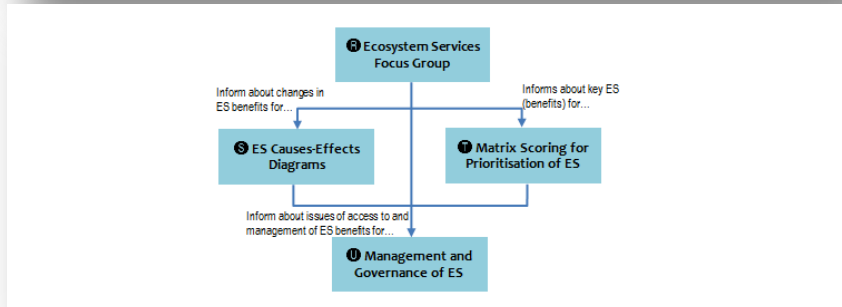 🅡 Ecosystem Services
Focus Group
Inform about changes in
ES benefits for…
Informs about key ES
(benefits) for…
🅢 ES Causes-Effects
Diagrams
🅣 Matrix Scoring for
Prioritisation of ES
Inform about issues of access to and
management of ES benefits for…
🅤 Management and
Governance of ES